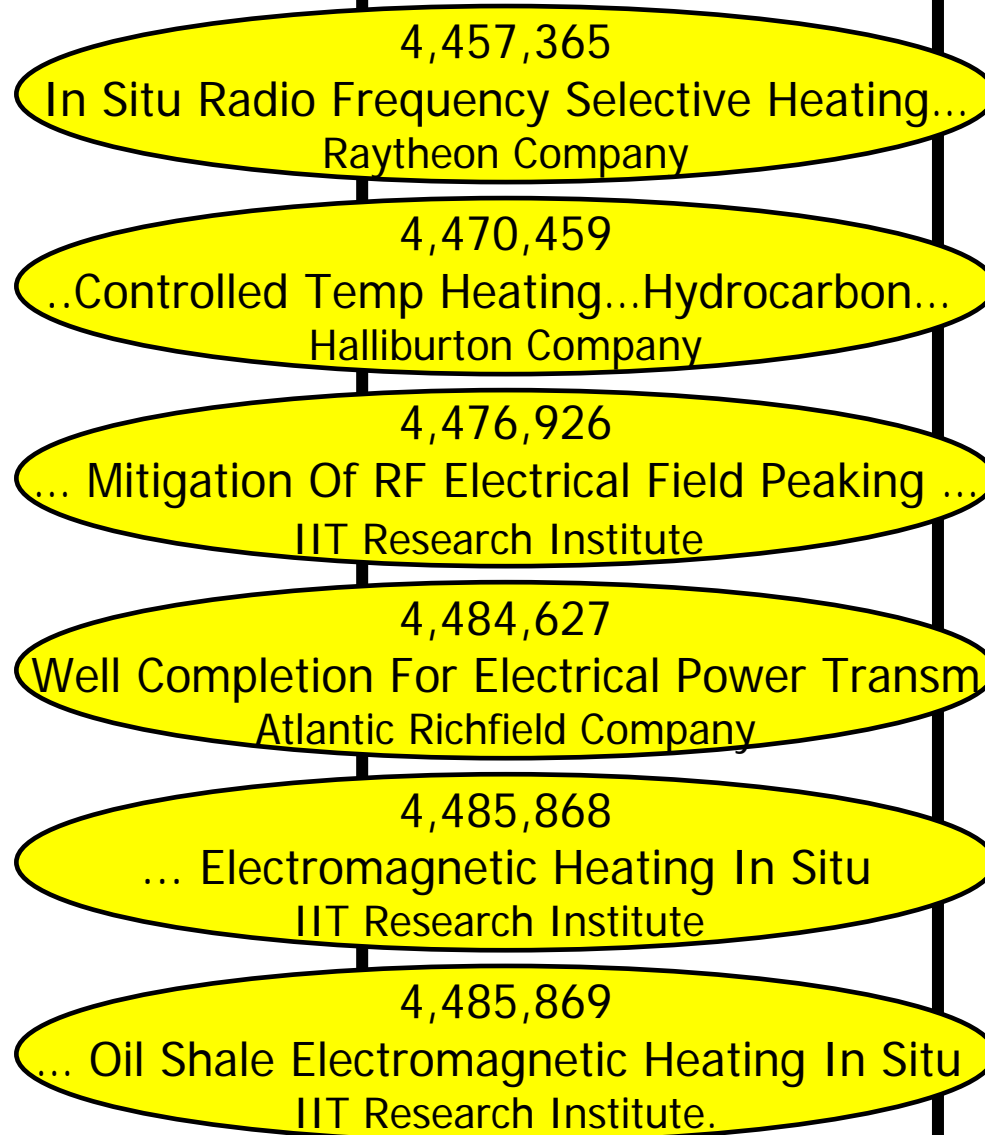 4,457,365
In Situ Radio Frequency Selective Heating...
Raytheon Company
4,470,459
..Controlled Temp Heating...Hydrocarbon...
Halliburton Company
4,476,926
... Mitigation Of RF Electrical Field Peaking ...
IIT Research Institute
4,484,627
Well Completion For Electrical Power Transm
Atlantic Richfield Company
4,485,868
... Electromagnetic Heating In Situ
IIT Research Institute
4,485,869
... Oil Shale Electromagnetic Heating In Situ
IIT Research Institute.